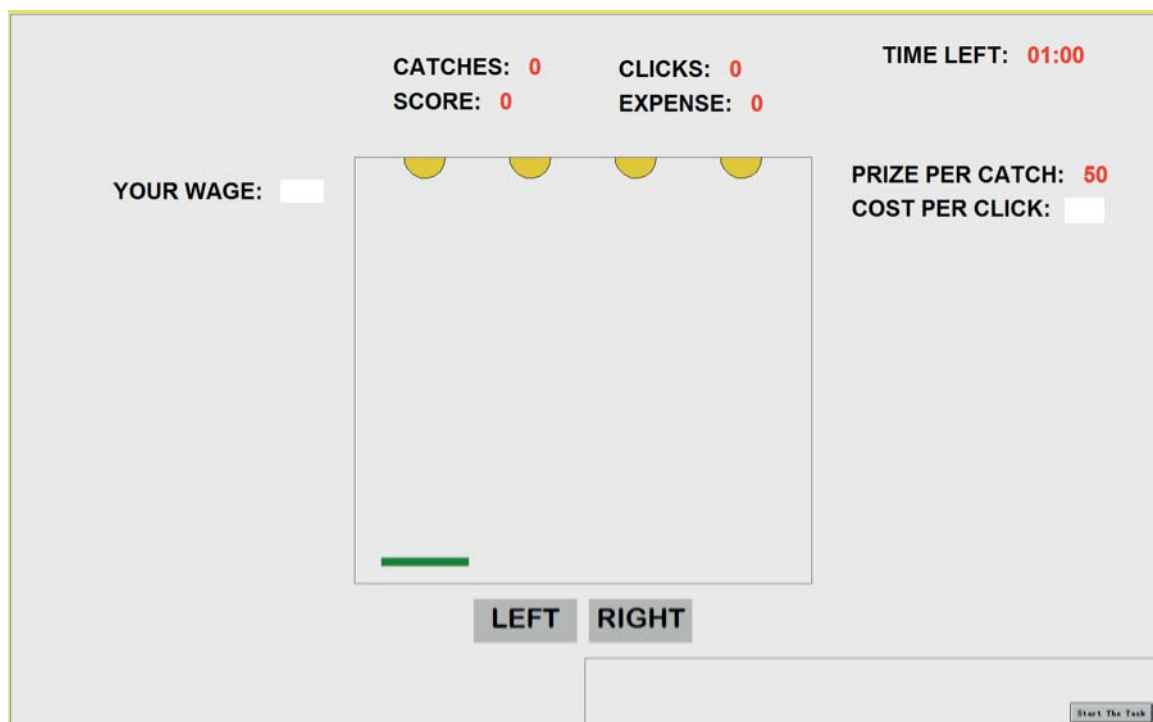 CATCHES: 0
CLICKS: 0
TIME LEFT: 01:00
SCORE: 0
EXPENSE: 0
YOUR WAGE:
PRIZE PER CATCH: 50
COST PER CLICK:
LEFT
RIGHT
Start The Task